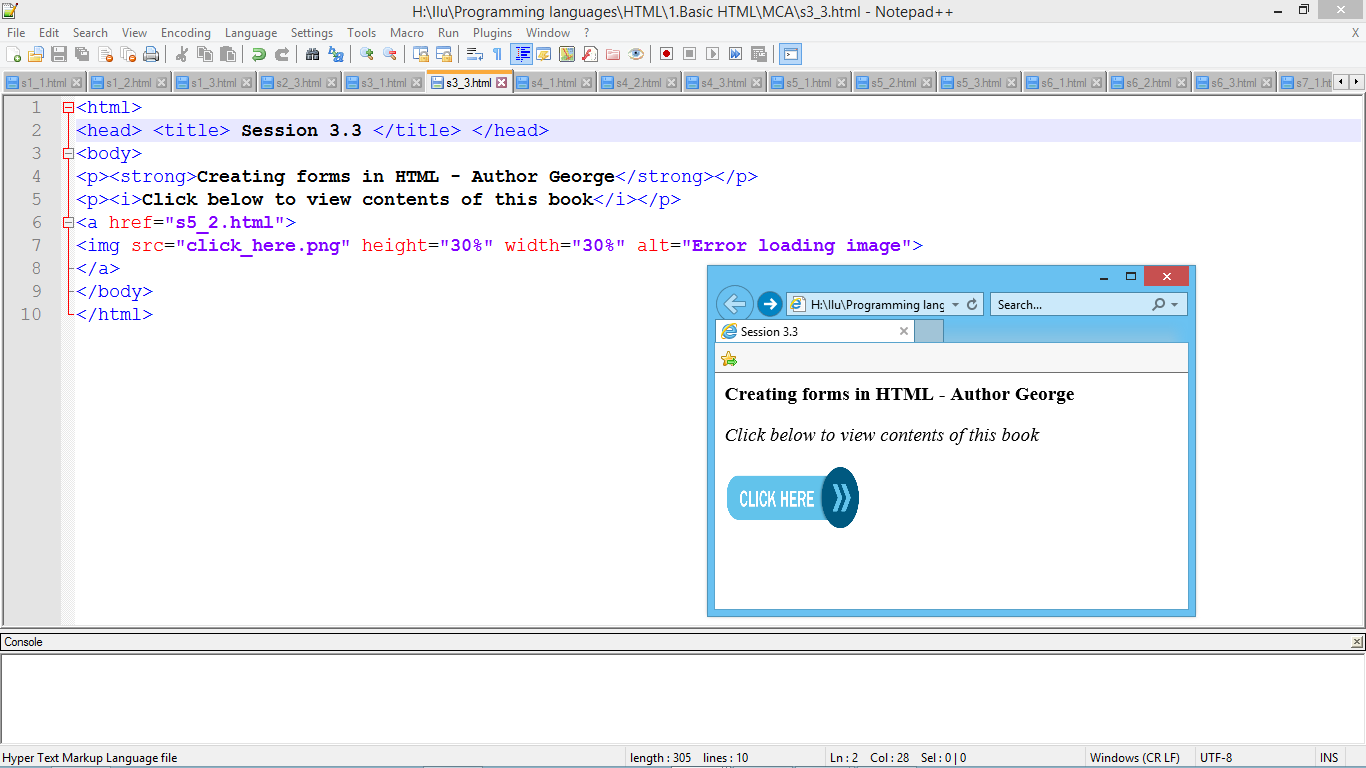 H:\Ilu\Programming languages\HTML\1.Basic HTML\MCA\s3_3.html - Notepad++
File Edit Search View Encoding Language Settings Tools Macro Run Plugins Window ? X
s1_1.html s1_2.html s1_3.html s2_3.html s3_1.html s3_3.html s4_1.html s4_2.html s4_3.html s5_1.html s5_2.html s5_3.html s6_1.html s6_2.html s6_3.html s7_1.ht
1 <html>
2 <head> <title> Session 3.3 </title> </head>
3 <body>
4 <p><strong>Creating forms in HTML - Author George</strong></p>
5 <p><i>Click below to view contents of this book</i></p>
6 <a href="s5_2.html">
7 <img src="click_here.png" height="30%" width="30%" alt="Error loading image">
8 </a>
9 </body>
10 </html>
H:\Ilu\Programming lang Search...
Session 3.3
Creating forms in HTML - Author George
Click below to view contents of this book
CLICK HERE
Console
Hyper Text Markup Language file length : 305 lines : 10 Ln : 2 Col : 28 Sel : 0 | 0 Windows (CR LF) UTF-8 INS